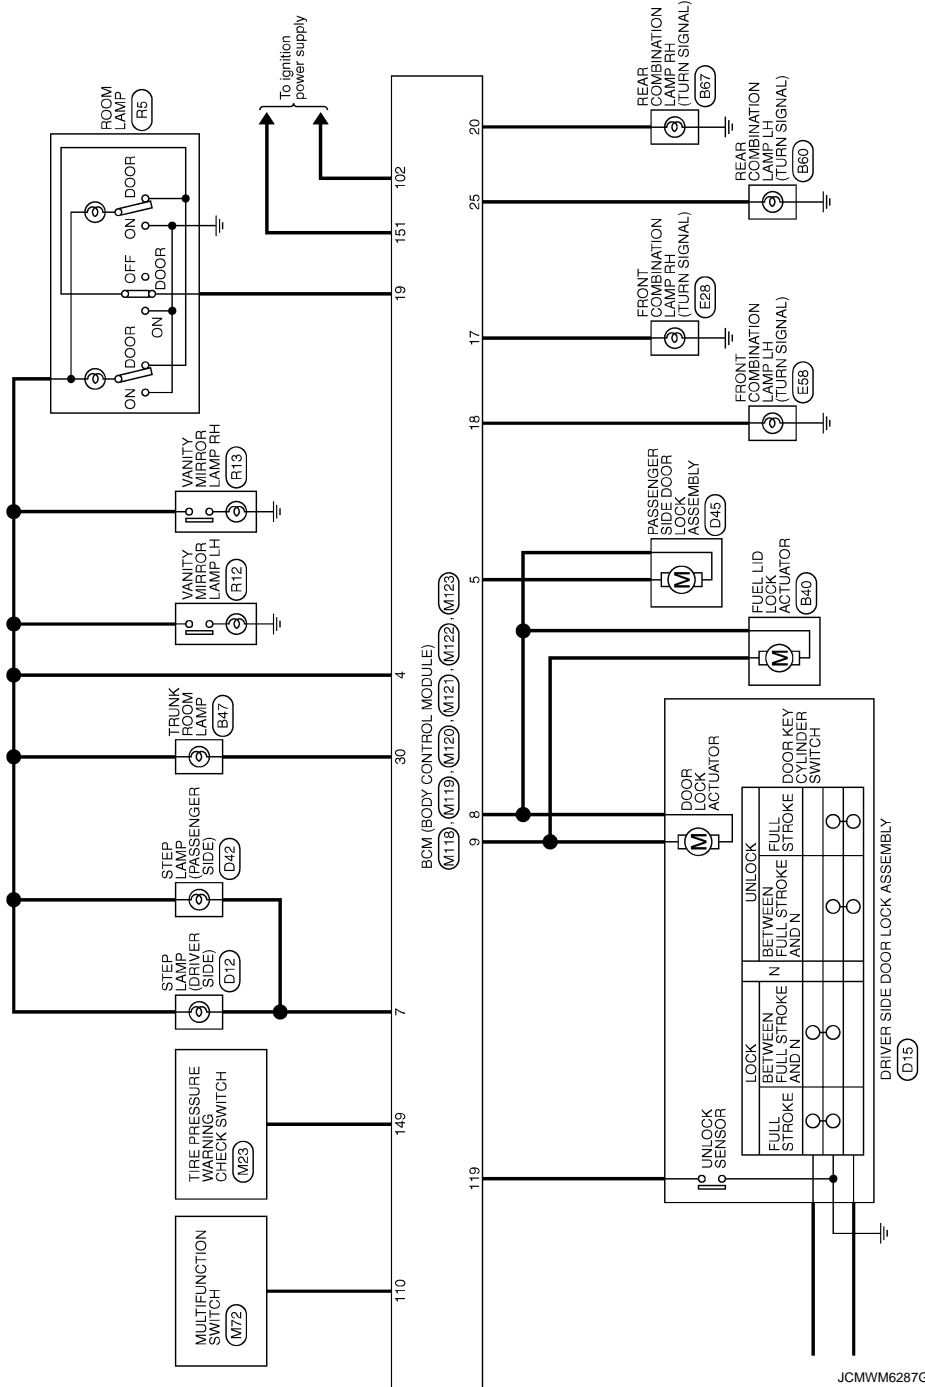 ROOM
LAMP
R5
To ignition
power supply
DOOR
ON
OFF
DOOR
ON
DOOR
ON
102
151
19
VANITY
MIRROR
LAMP RH
R13
VANITY
MIRROR
LAMP LH
R12
4
TRUNK
ROOM
LAMP
B47
30
STEP
LAMP
(PASSENGER
SIDE)
D42
STEP
LAMP
(DRIVER
SIDE)
D12
7
TIRE PRESSURE
WARNING
CHECK SWITCH
M23
149
MULTIFUNCTION
SWITCH
M72
110
BCM (BODY CONTROL MODULE)
M118 , M119 , M120 , M121 , M122 , M123
20
REAR
COMBINATION
LAMP RH
(TURN SIGNAL)
B67
25
REAR
COMBINATION
LAMP LH
(TURN SIGNAL)
B60
17
FRONT
COMBINATION
LAMP RH
(TURN SIGNAL)
E28
18
FRONT
COMBINATION
LAMP LH
(TURN SIGNAL)
E58
5
PASSENGER
SIDE DOOR
LOCK
ASSEMBLY
D45
M
FUEL LID
LOCK
ACTUATOR
B40
M
8
9
DOOR
LOCK
ACTUATOR
M
DOOR KEY
CYLINDER
SWITCH
UNLOCK
FULL
STROKE
BETWEEN
FULL STROKE
AND N
N
LOCK
BETWEEN
FULL STROKE
AND N
FULL
STROKE
119
UNLOCK
SENSOR
DRIVER SIDE DOOR LOCK ASSEMBLY
D15
JCMWM6287G